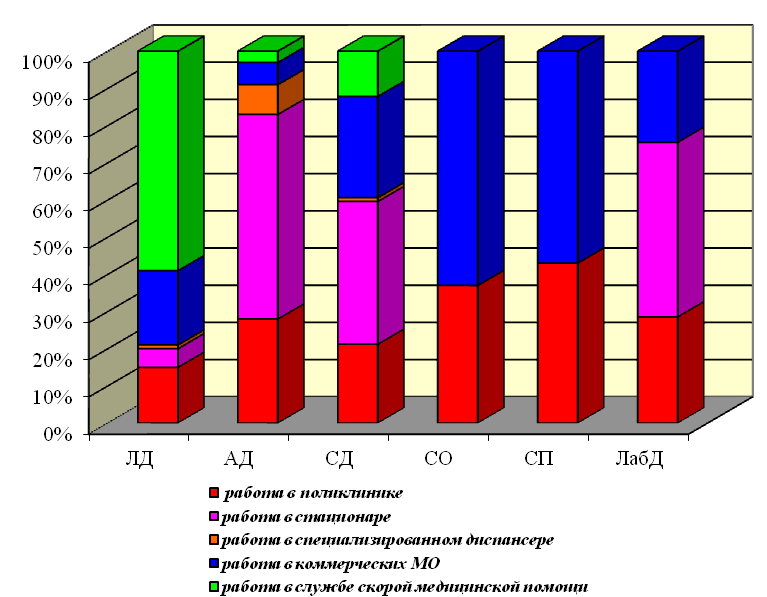 100%
90%
80%
70%
60%
50%
40%
30%
20%
10%
0%
ЛД АД СД СО СП ЛабД
работа в поликлинике
работа в стационаре
работа в специализированном диспансере
работа в коммерческих МО
работа в службе скорой медицинской помощи